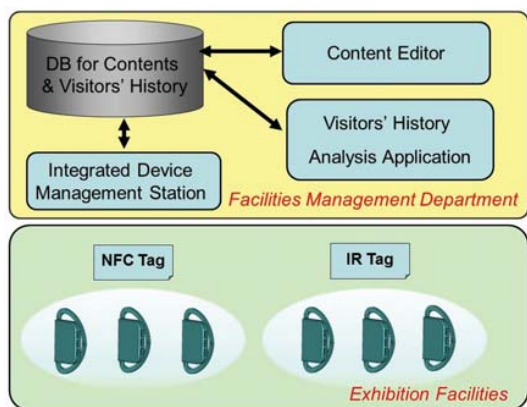 DB for Contents
& Visitors' History
Content Editor
Visitors' History
Analysis Application
Integrated Device
Management Station
Facilities Management Department
NFC Tag
IR Tag
Exhibition Facilities